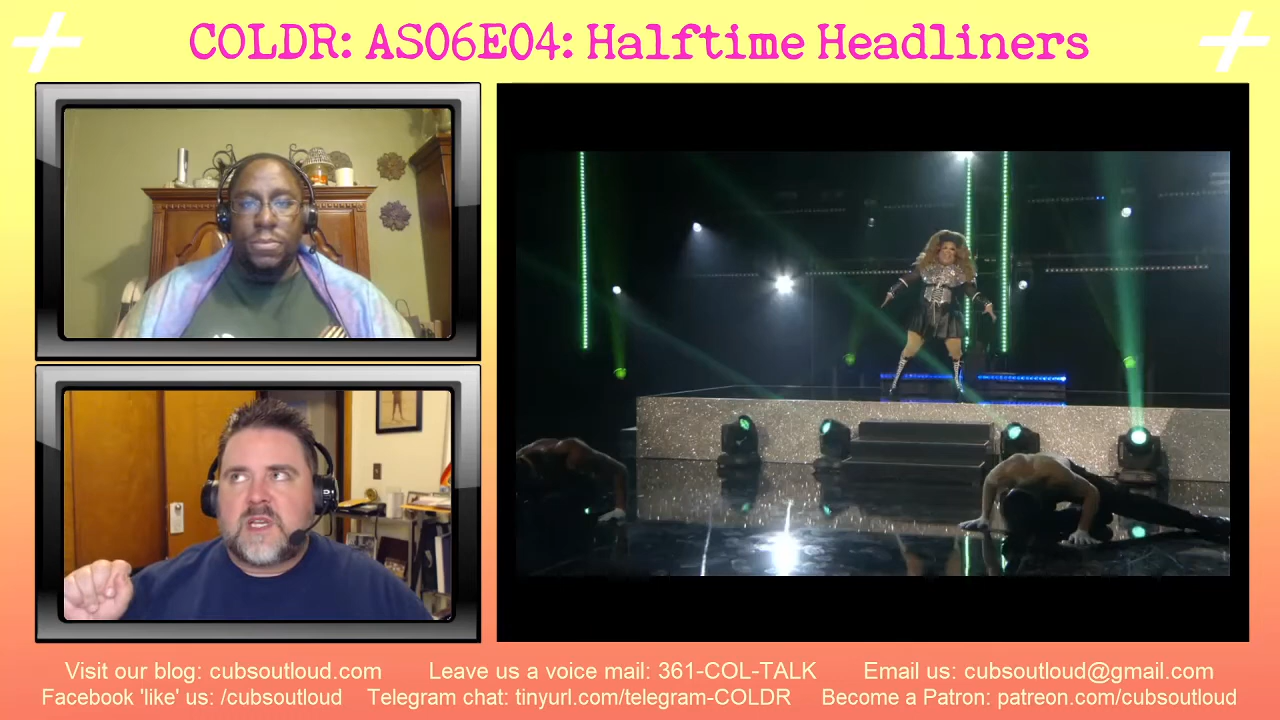 COLDR: AS06E04: Halftime Headliners
Visit our blog: cubsoutloud.com Leave us a voice mail: 361-COL-TALK Email us: cubsoutloud@gmail.com
Facebook 'like' us: /cubsoutloud Telegram chat: tinyurl.com/telegram-COLDR Become a Patron: patreon.com/cubsoutloud